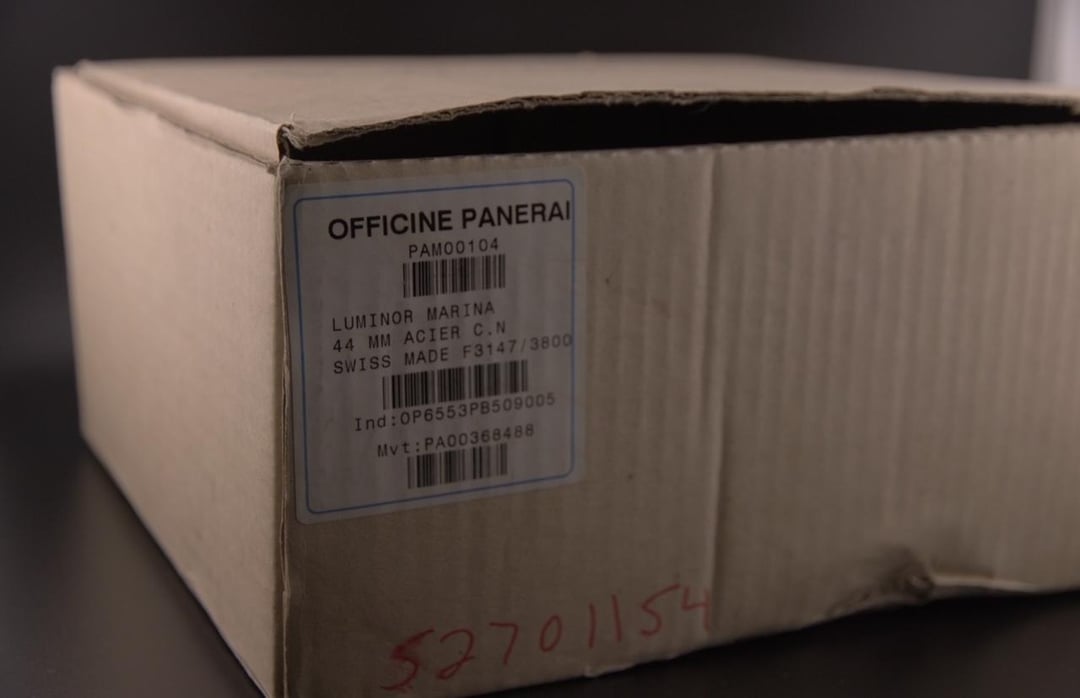 OFFICINE PANERAI
PAM00104
LUMINOR MARINA
44 MM ACIER C.N
SWISS MADE F3147/3800
Ind:OP6553PB509005
Mvt:PA00368488
52701154